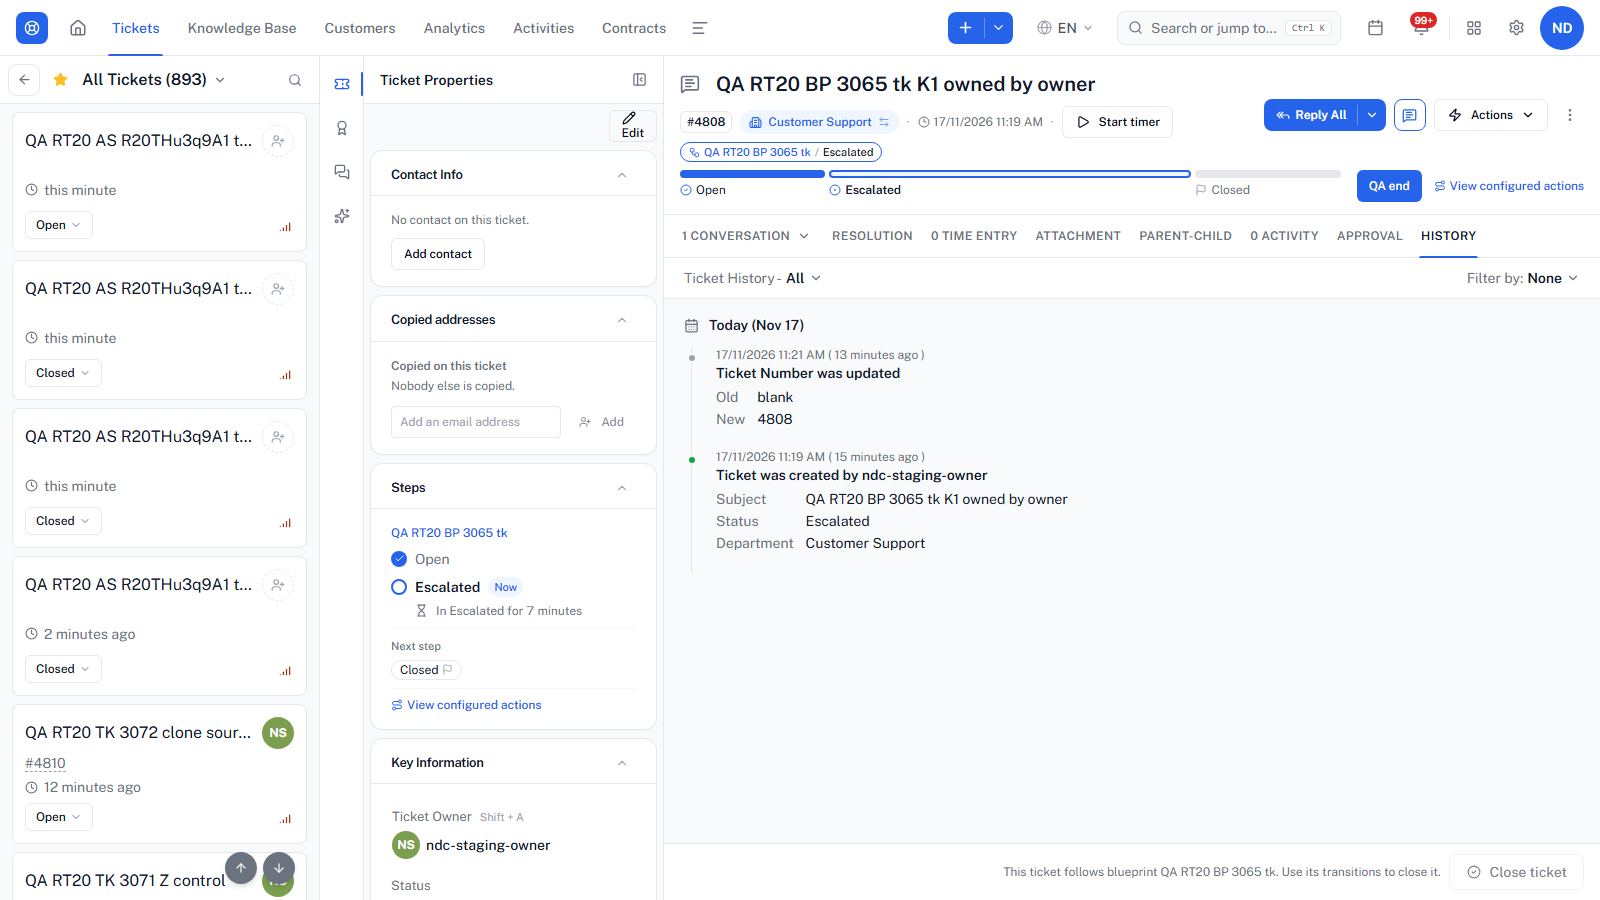 Tickets
Knowledge Base
Customers
Analytics
Activities
Contracts
EN
Search or jump to...
Ctrl K
99+
ND
All Tickets (893)
QA RT20 AS R20THu3q9A1 t...
this minute
Open
QA RT20 AS R20THu3q9A1 t...
this minute
Closed
QA RT20 AS R20THu3q9A1 t...
this minute
Closed
QA RT20 AS R20THu3q9A1 t...
2 minutes ago
Closed
QA RT20 TK 3072 clone sour...
NS
#4810
12 minutes ago
Open
QA RT20 TK 3071 Z control
Ticket Properties
Edit
Contact Info
No contact on this ticket.
Add contact
Copied addresses
Copied on this ticket
Nobody else is copied.
Add an email address
Add
Steps
QA RT20 BP 3065 tk
Open
Escalated
Now
In Escalated for 7 minutes
Next step
Closed
View configured actions
Key Information
Ticket Owner
Shift + A
NS
ndc-staging-owner
Status
QA RT20 BP 3065 tk K1 owned by owner
#4808
Customer Support
· 17/11/2026 11:19 AM ·
Start timer
Reply All
Actions
QA RT20 BP 3065 tk / Escalated
Open
Escalated
Closed
QA end
View configured actions
1 CONVERSATION
RESOLUTION
0 TIME ENTRY
ATTACHMENT
PARENT-CHILD
0 ACTIVITY
APPROVAL
HISTORY
Ticket History - All
Filter by: None
Today (Nov 17)
17/11/2026 11:21 AM ( 13 minutes ago )
Ticket Number was updated
Old blank
New 4808
17/11/2026 11:19 AM ( 15 minutes ago )
Ticket was created by ndc-staging-owner
Subject QA RT20 BP 3065 tk K1 owned by owner
Status Escalated
Department Customer Support
This ticket follows blueprint QA RT20 BP 3065 tk. Use its transitions to close it.
Close ticket